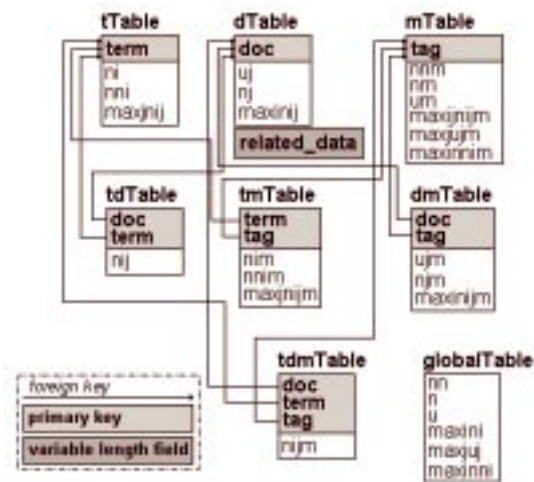 tTable
term
ni
nni
maxjnij
dTable
doc
uj
nj
maxinij
related_data
mTable
tag
nnm
nm
um
maxijnijm
maxjujm
maxinnim
tdTable
doc
term
nij
tmTable
term
tag
nim
nnim
maxjnijm
dmTable
doc
tag
ujm
njm
maxinijm
tdmTable
doc
term
tag
nijm
globalTable
nn
n
u
maxini
maxjuj
maxinni
foreign key
primary key
variable length field